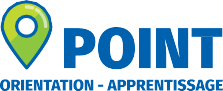 POINT
ORIENTATION - APPRENTISSAGE